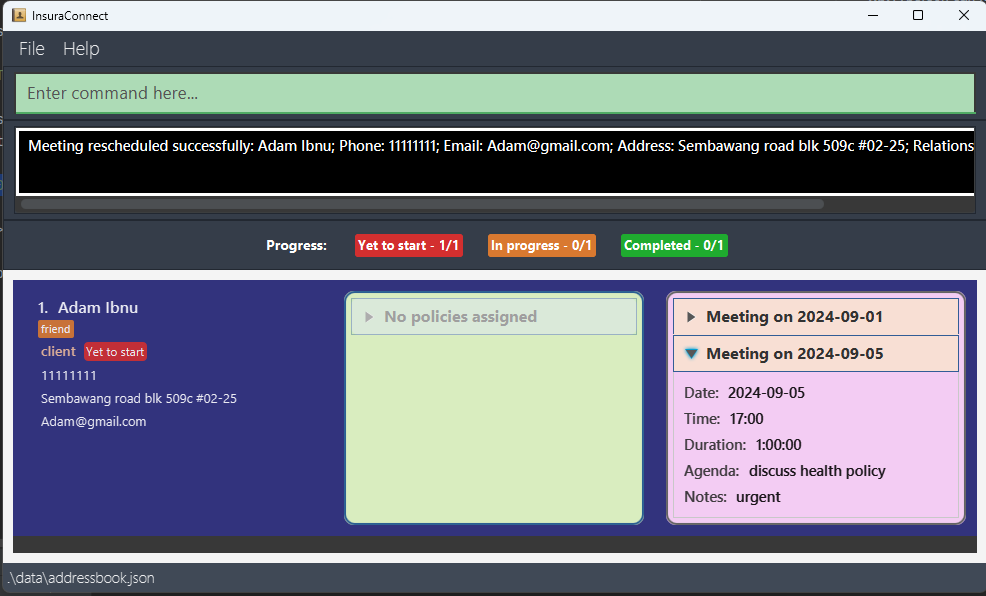 InsuraConnect
File Help
Enter command here...
Meeting rescheduled successfully: Adam Ibnu; Phone: 11111111; Email: Adam@gmail.com; Address: Sembawang road blk 509c #02-25; Relations
Progress: Yet to start - 1/1 In progress - 0/1 Completed - 0/1
1. Adam Ibnu
friend
client Yet to start
11111111
Sembawang road blk 509c #02-25
Adam@gmail.com
No policies assigned
Meeting on 2024-09-01
Meeting on 2024-09-05
Date: 2024-09-05
Time: 17:00
Duration: 1:00:00
Agenda: discuss health policy
Notes: urgent
.\data\addressbook.json